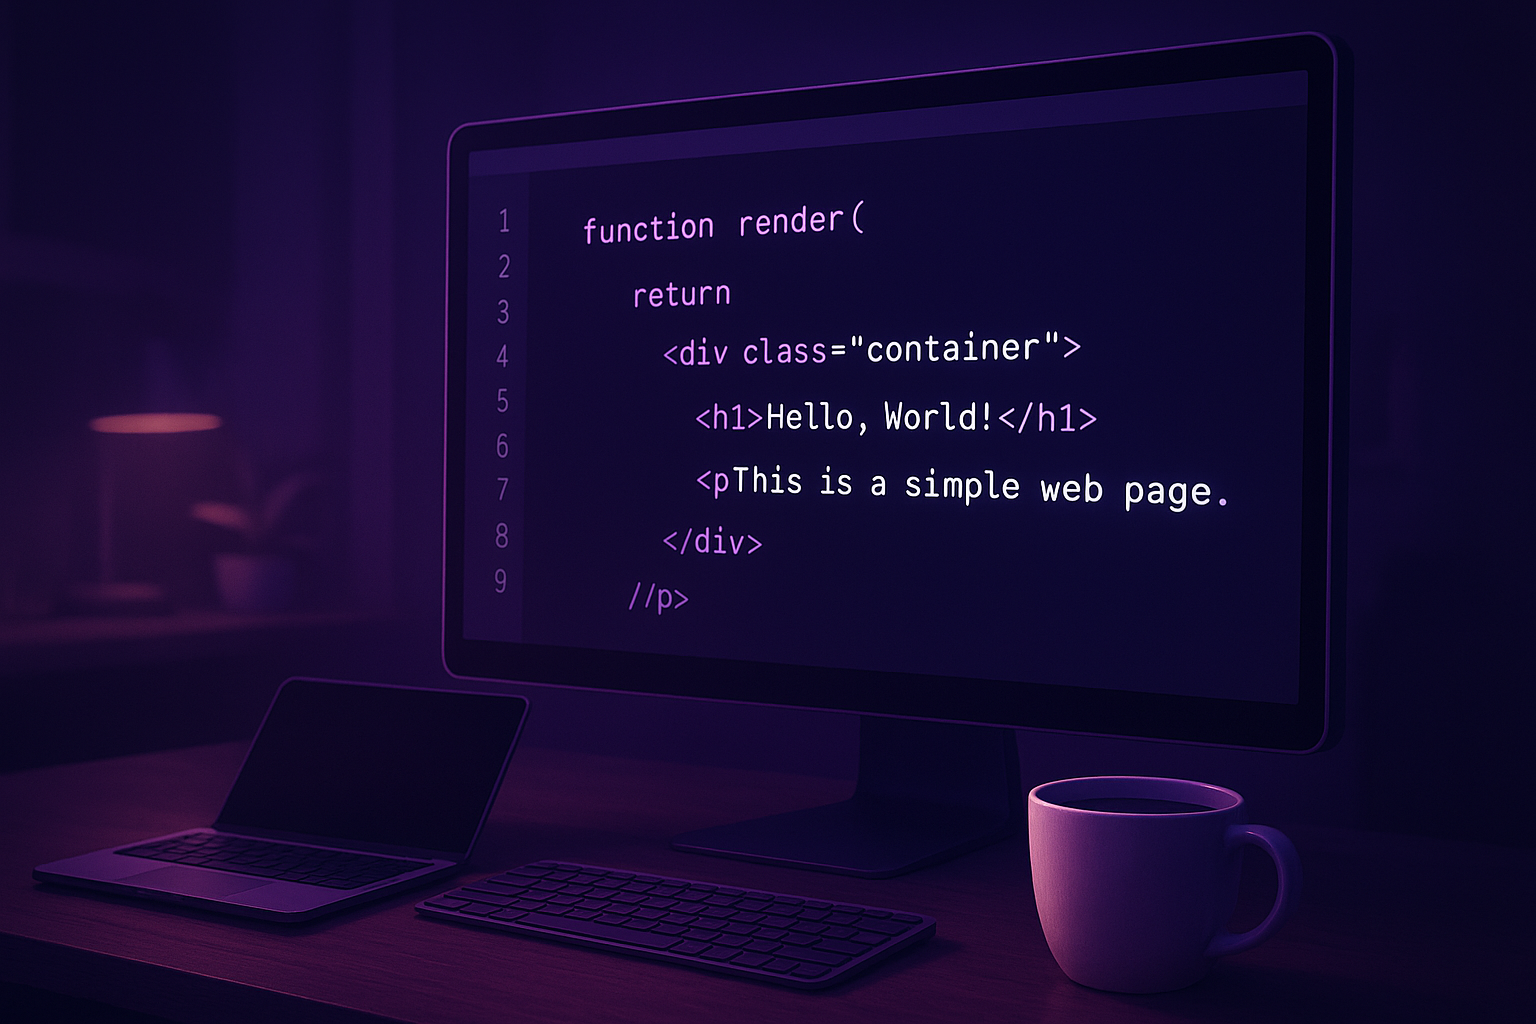 1
2
3
4
5
6
7
8
9
function render(
return
<div class="container">
<h1>Hello, World!</h1>
<pThis is a simple web page.
</div>
//p>